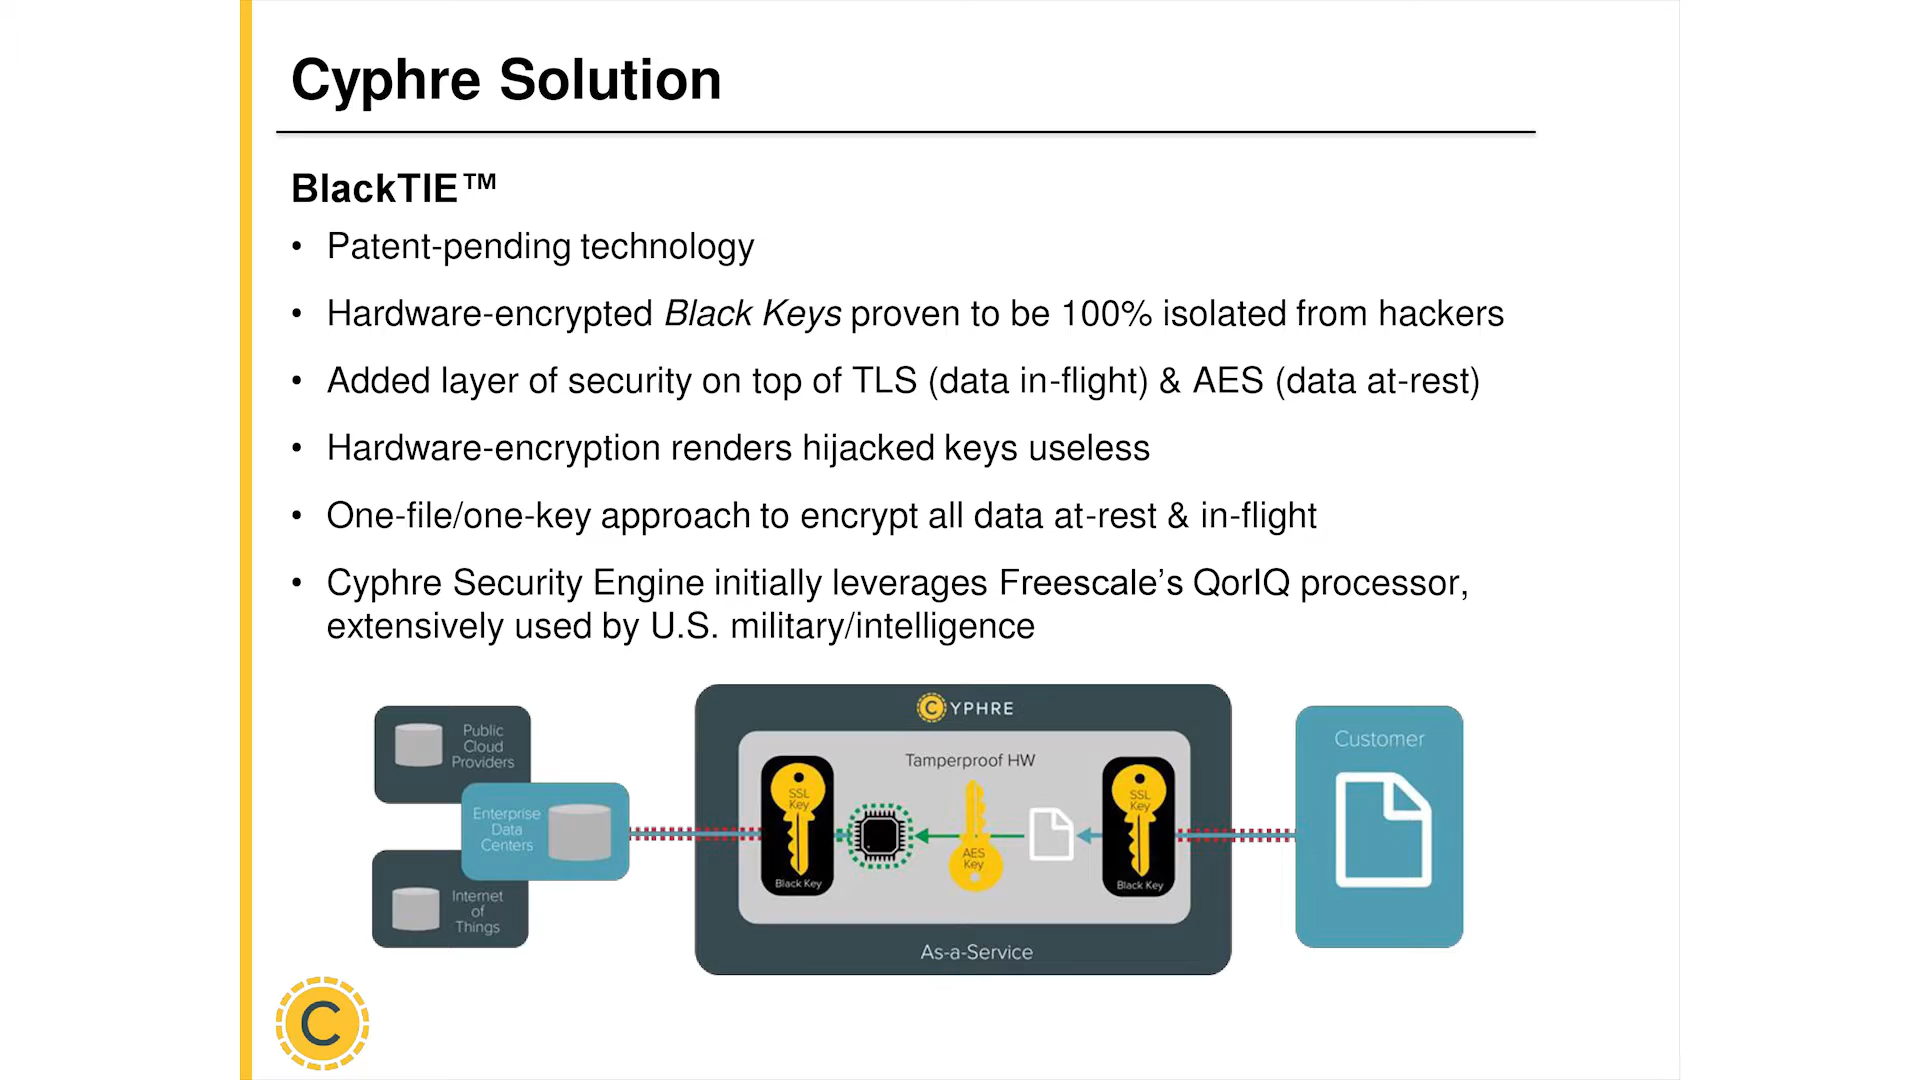 Cyphre Solution
BlackTIE™
• Patent-pending technology
• Hardware-encrypted Black Keys proven to be 100% isolated from hackers
• Added layer of security on top of TLS (data in-flight) & AES (data at-rest)
• Hardware-encryption renders hijacked keys useless
• One-file/one-key approach to encrypt all data at-rest & in-flight
• Cyphre Security Engine initially leverages Freescale’s QorIQ processor,
extensively used by U.S. military/intelligence
Public
Cloud
Providers
Enterprise
Data
Centers
Internet
of
Things
CYPHRE
Tamperproof HW
SSL
Key
Black Key
AES
Key
SSL
Key
Black Key
As-a-Service
Customer
C